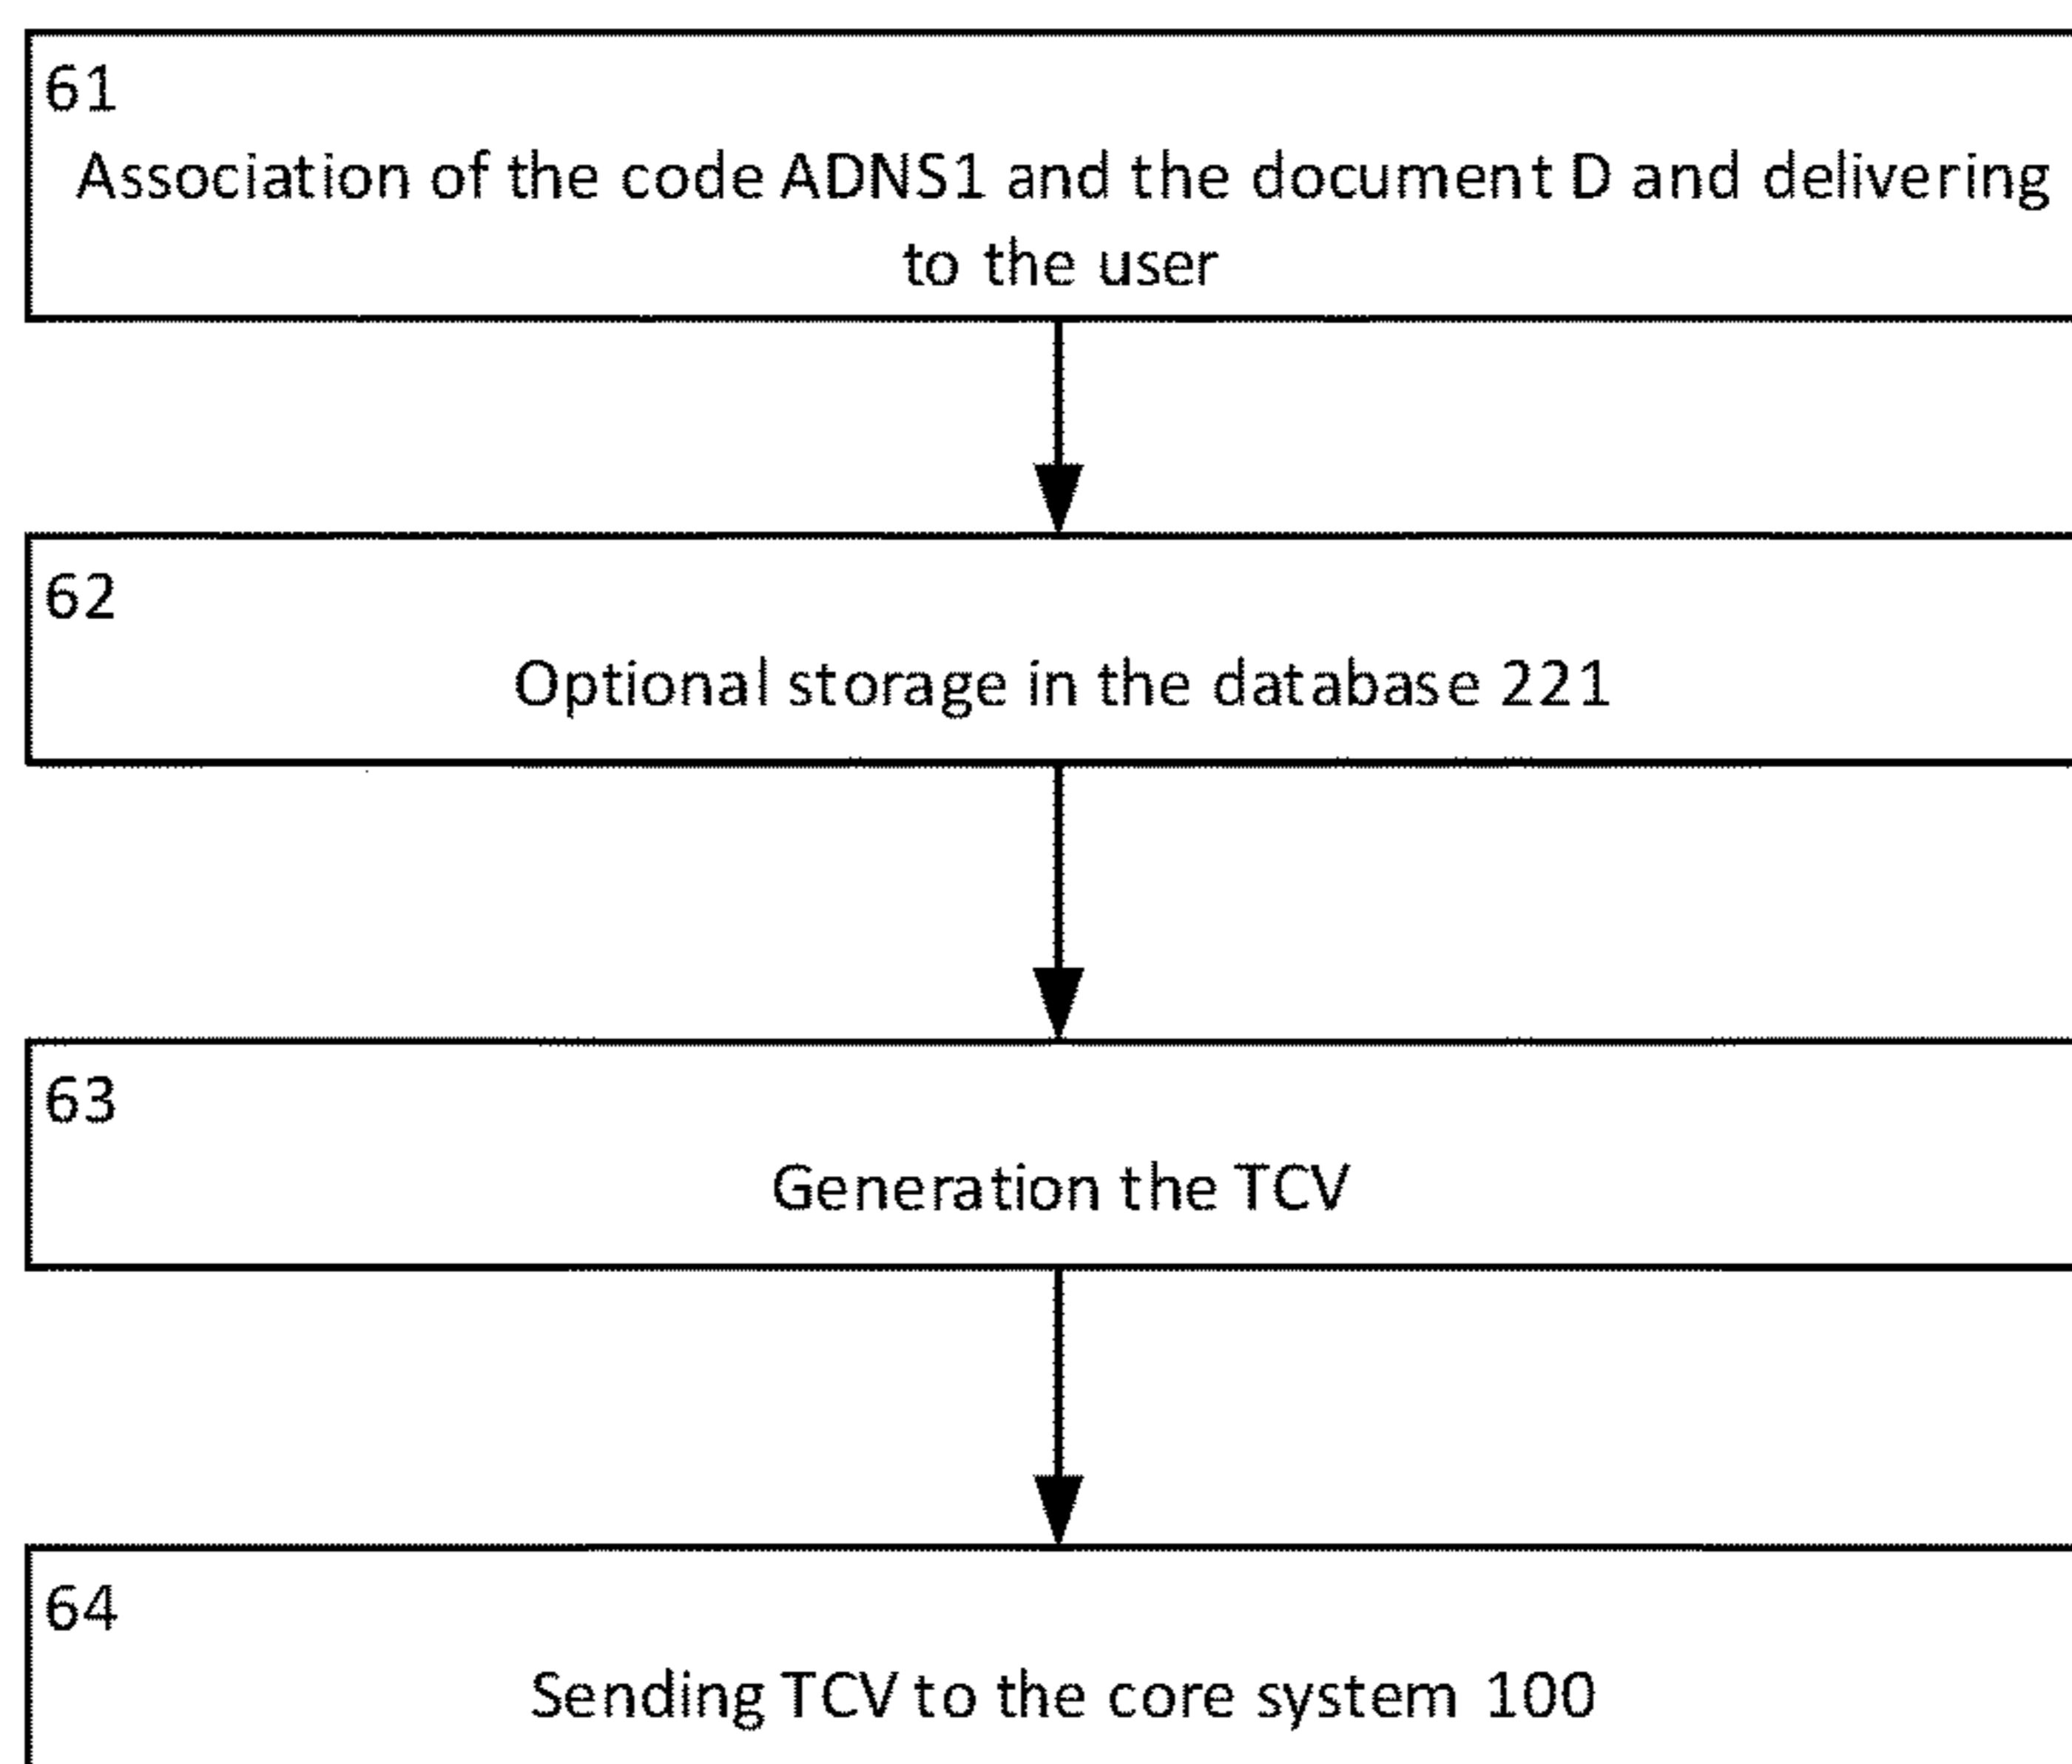 61
Association of the code ADNS1 and the document D and delivering
to the user
62
Optional storage in the database 221
63
Generation the TCV
64
Sending TCV to the core system 100